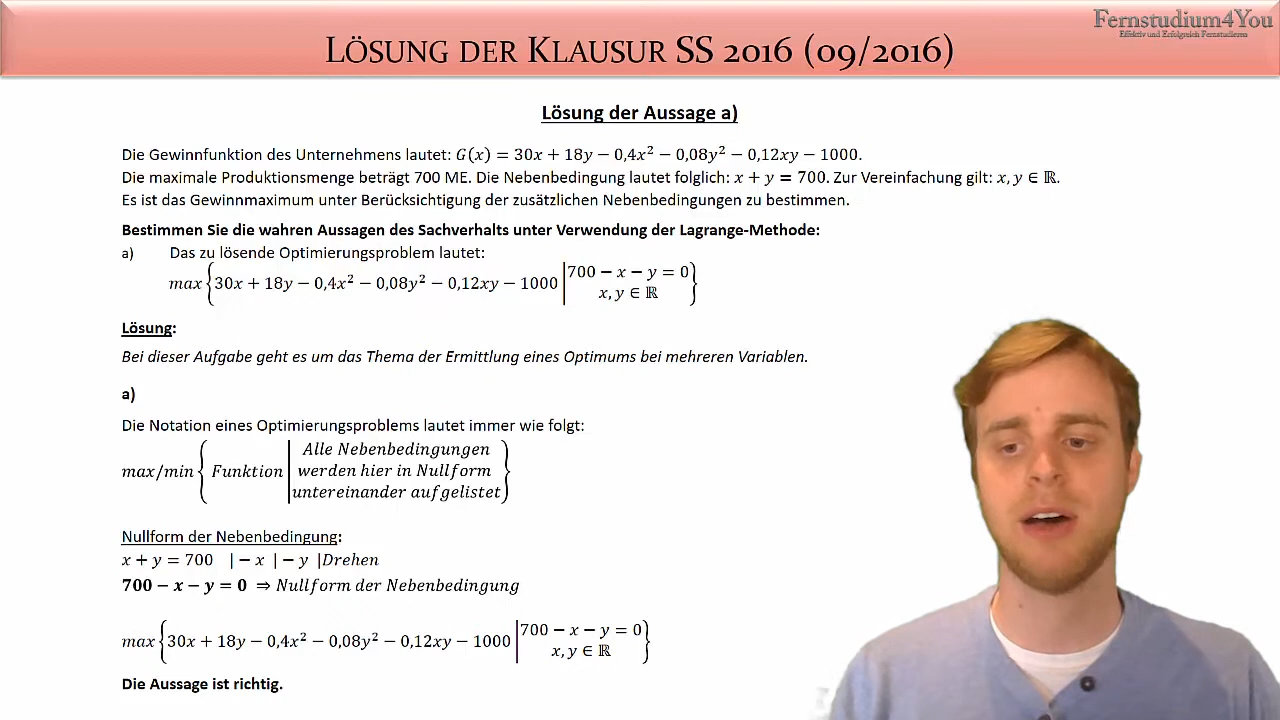 Fernstudium4You
Effektiv und Erfolgreich Fernstudieren
LÖSUNG DER KLAUSUR SS 2016 (09/2016)
Lösung der Aussage a)
Die Gewinnfunktion des Unternehmens lautet: G(x) = 30x + 18y − 0,4x² − 0,08y² − 0,12xy − 1000.
Die maximale Produktionsmenge beträgt 700 ME. Die Nebenbedingung lautet folglich: x + y = 700. Zur Vereinfachung gilt: x, y ∈ ℝ.
Es ist das Gewinnmaximum unter Berücksichtigung der zusätzlichen Nebenbedingungen zu bestimmen.
Bestimmen Sie die wahren Aussagen des Sachverhalts unter Verwendung der Lagrange-Methode:
a) Das zu lösende Optimierungsproblem lautet:
max {30x + 18y − 0,4x² − 0,08y² − 0,12xy − 1000 | 700 − x − y = 0
x, y ∈ ℝ}
Lösung:
Bei dieser Aufgabe geht es um das Thema der Ermittlung eines Optimums bei mehreren Variablen.
a)
Die Notation eines Optimierungsproblems lautet immer wie folgt:
max/min { Funktion | Alle Nebenbedingungen
werden hier in Nullform
untereinander aufgelistet}
Nullform der Nebenbedingung:
x + y = 700 |− x |− y |Drehen
700 − x − y = 0 ⇒ Nullform der Nebenbedingung
max {30x + 18y − 0,4x² − 0,08y² − 0,12xy − 1000 | 700 − x − y = 0
x, y ∈ ℝ}
Die Aussage ist richtig.